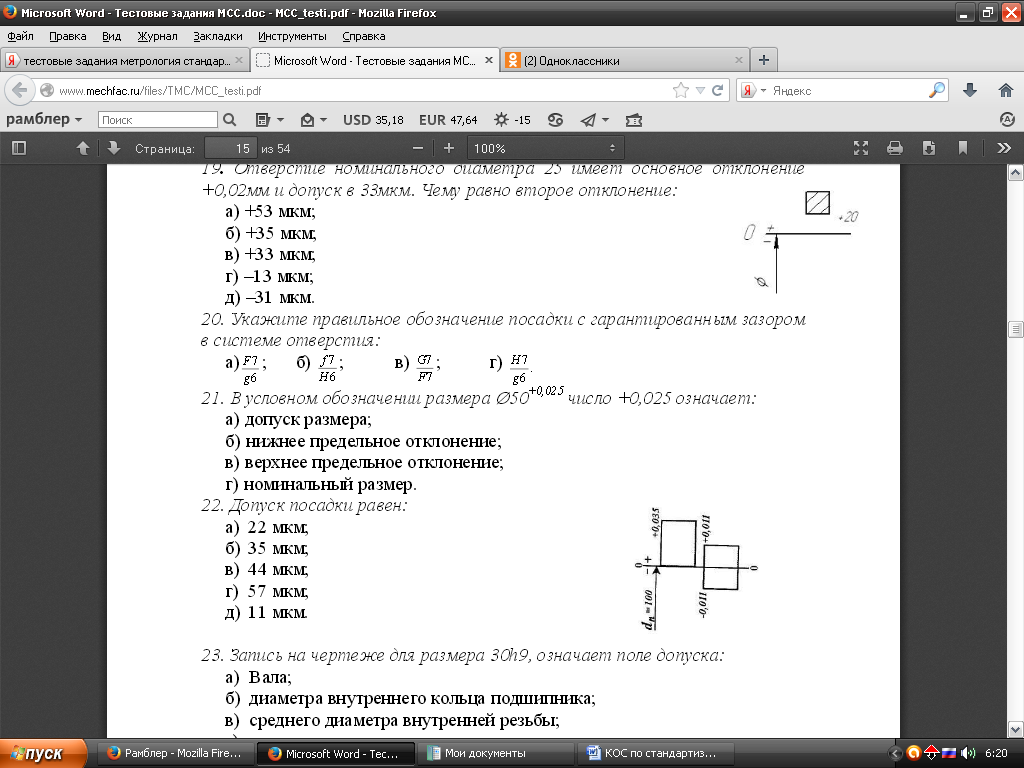 Microsoft Word - Тестовые задания МСС.doc - MCC_testi.pdf - Mozilla Firefox
Файл Правка Вид Журнал Закладки Инструменты Справка
тестовые задания метрология стандар...
Microsoft Word - Тестовые задания МС...
(2) Одноклассники
www.mechfac.ru/files/TMC/MCC_testi.pdf
Яндекс
рамблер Поиск USD 35,18 EUR 47,64 -15
Страница: 15 из 54 100%
19. Отверстие номинального диаметра 25 имеет основное отклонение
+0,02мм и допуск в 33мкм. Чему равно второе отклонение:
а) +53 мкм;
б) +35 мкм;
в) +33 мкм;
г) –13 мкм;
д) –31 мкм.
+20
0 + −
ϕ
20. Укажите правильное обозначение посадки с гарантированным зазором
в системе отверстия:
а) F7/g6; б) f7/H6; в) G7/F7; г) H7/g6.
21. В условном обозначении размера Ø50+0,025 число +0,025 означает:
а) допуск размера;
б) нижнее предельное отклонение;
в) верхнее предельное отклонение;
г) номинальный размер.
22. Допуск посадки равен:
а) 22 мкм;
б) 35 мкм;
в) 44 мкм;
г) 57 мкм;
д) 11 мкм.
+0,035
+0,011
0 − + 0
-0,011
dn = 100
23. Запись на чертеже для размера 30h9, означает поле допуска:
а) Вала;
б) диаметра внутреннего кольца подшипника;
в) среднего диаметра внутренней резьбы;
пуск
Рамблер - Mozilla Fire...
Microsoft Word - Тес...
Мои документы
КОС по стандартиз...
6:20